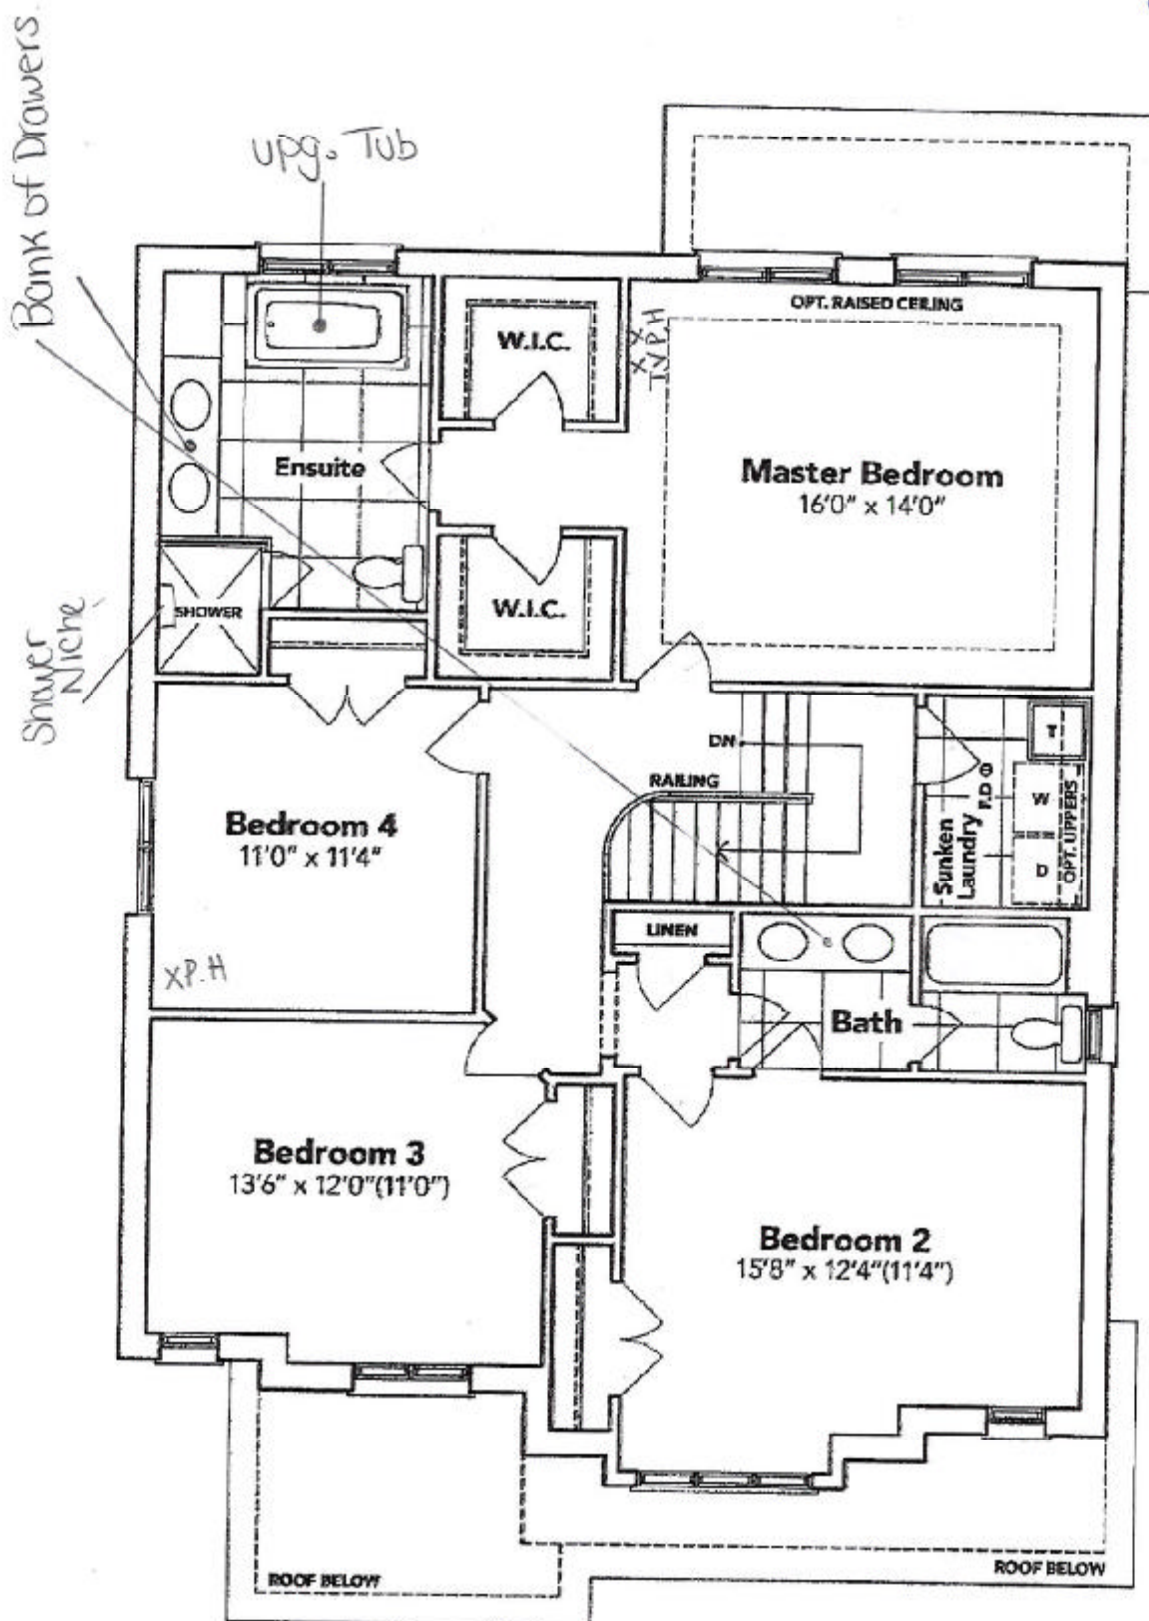 Bank of Drawers
upg. Tub
OPT. RAISED CEILING
W.I.C.
X X
T.V P.H
Master Bedroom
16'0" x 14'0"
Ensuite
W.I.C.
SHOWER
Shower
Niche
DN.
RAILING
T
W
D
F.D
OPT. UPPERS
Sunken
Laundry
Bedroom 4
11'0" x 11'4"
XP.H
LINEN
Bath
Bedroom 3
13'6" x 12'0"(11'0")
Bedroom 2
15'8" x 12'4"(11'4")
ROOF BELOW
ROOF BELOW